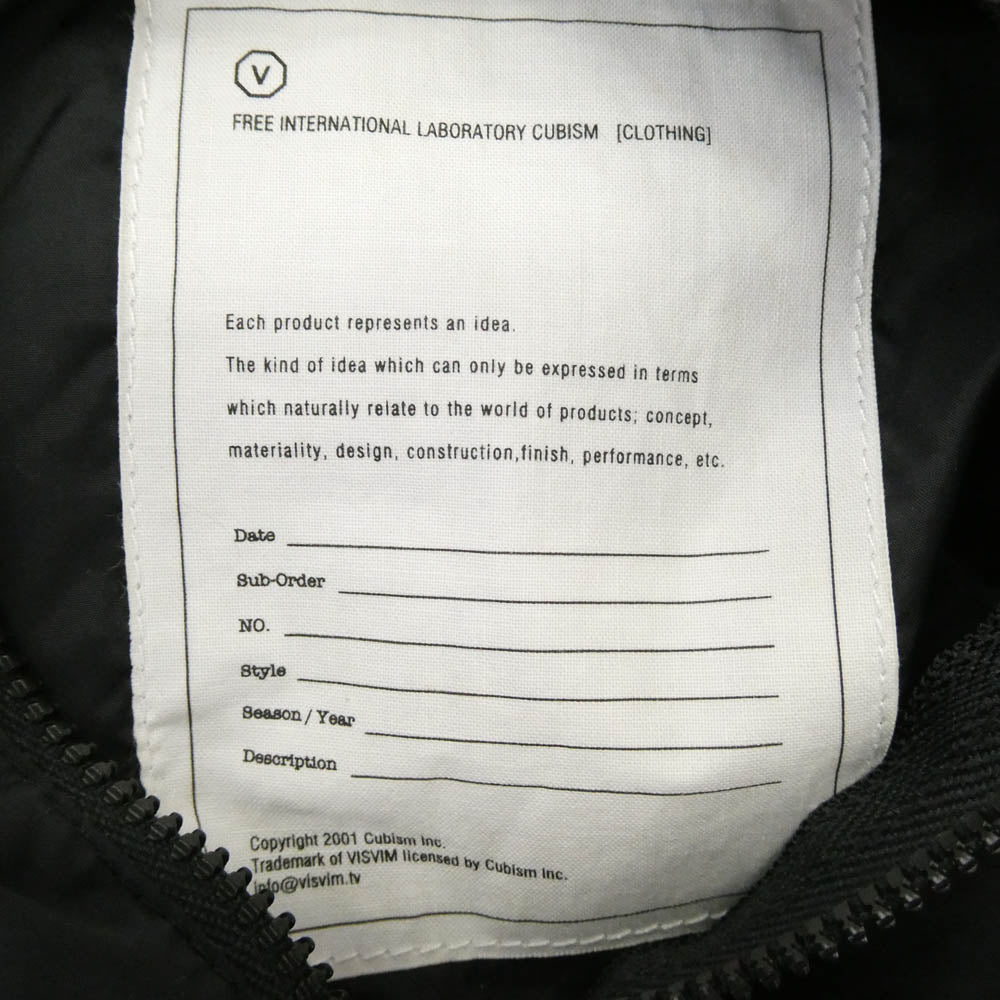 V
FREE INTERNATIONAL LABORATORY CUBISM [CLOTHING]
Each product represents an idea.
The kind of idea which can only be expressed in terms
which naturally relate to the world of products; concept,
materiality, design, construction,finish, performance, etc.
Date
Sub-Order
NO.
Style
Season / Year
Description
Copyright 2001 Cubism Inc.
Trademark of VISVIM licensed by Cubism Inc.
info@visvim.tv